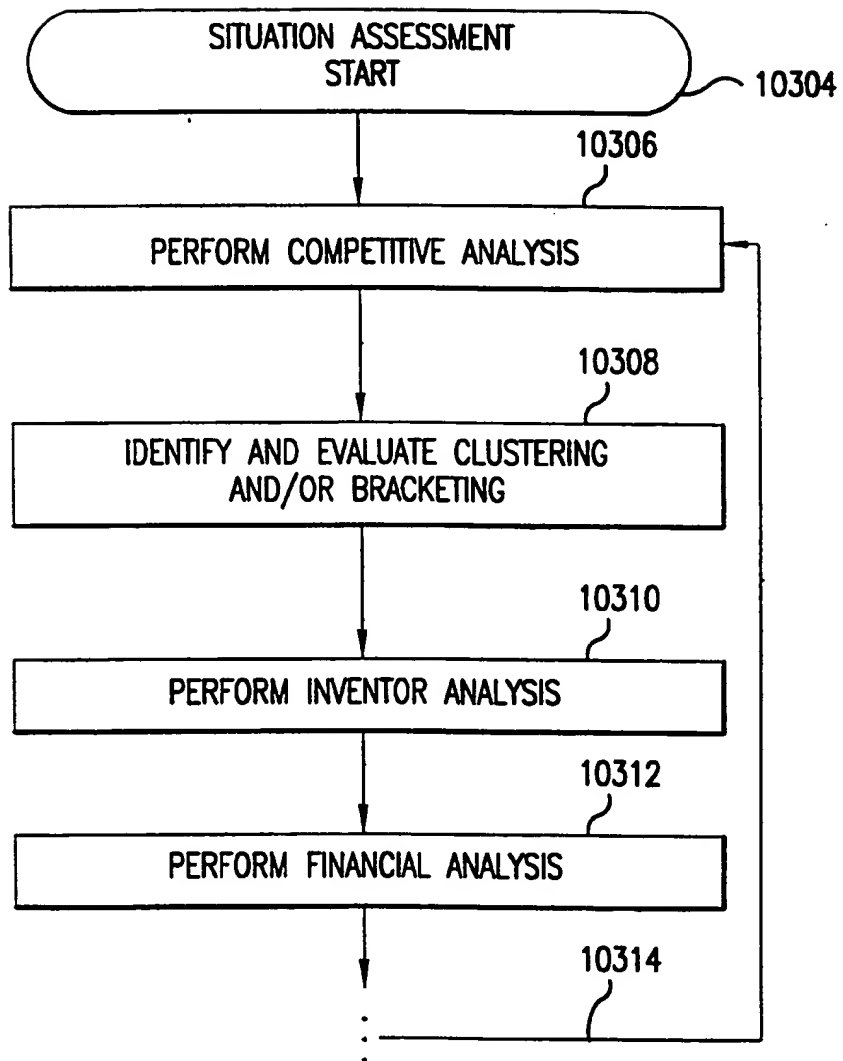 SITUATION ASSESSMENT
START
10304
10306
PERFORM COMPETITIVE ANALYSIS
10308
IDENTIFY AND EVALUATE CLUSTERING
AND/OR BRACKETING
10310
PERFORM INVENTOR ANALYSIS
10312
PERFORM FINANCIAL ANALYSIS
10314